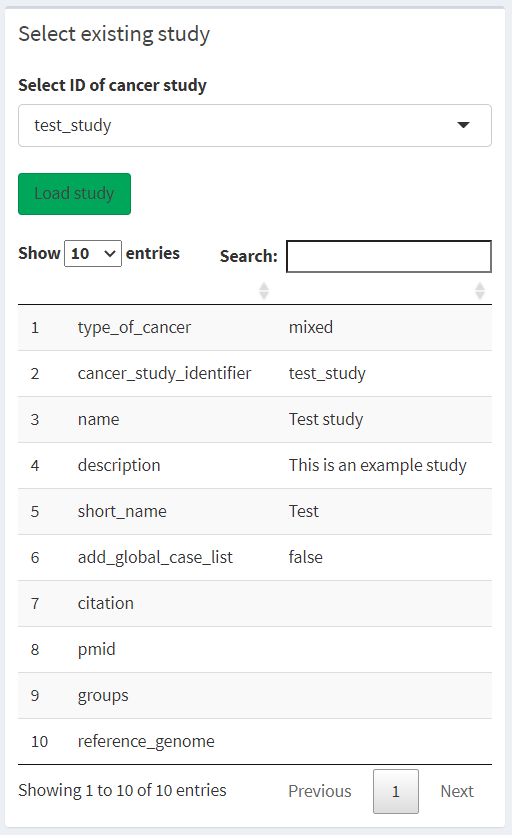 Select existing study
Select ID of cancer study
test_study
Load study
Show 10 entries Search:
1 type_of_cancer mixed
2 cancer_study_identifier test_study
3 name Test study
4 description This is an example study
5 short_name Test
6 add_global_case_list false
7 citation
8 pmid
9 groups
10 reference_genome
Showing 1 to 10 of 10 entries Previous 1 Next